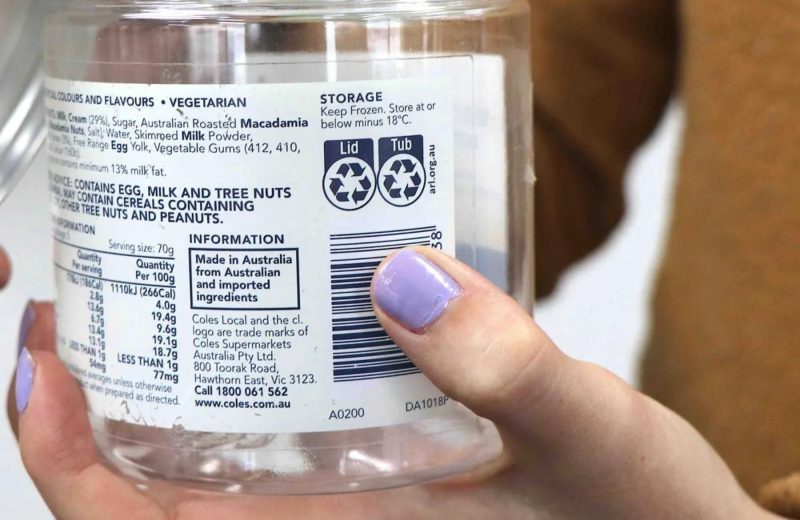 COLOURS AND FLAVOURS • VEGETARIAN
Milk, Cream (29%), Sugar, Australian Roasted Macadamia
Nuts, Salt), Water, Skimmed Milk Powder,
Free Range Egg Yolk, Vegetable Gums (412, 410,
contains minimum 13% milk fat.
ADVICE: CONTAINS EGG, MILK AND TREE NUTS
MAY CONTAIN CEREALS CONTAINING
OTHER TREE NUTS AND PEANUTS.
STORAGE
Keep Frozen. Store at or
below minus 18°C.
Lid
Tub
arl.org.au
Serving size: 70g
Quantity
Per serving
Quantity
Per 100g
(186Cal) 1110kJ (266Cal)
2.8g 4.0g
13.6g 19.4g
6.7g 9.6g
13.4g 19.1g
13.1g 18.7g
LESS THAN 1g LESS THAN 1g
54mg 77mg
averages unless otherwise
when prepared as directed.
INFORMATION
Made in Australia
from Australian
and imported
ingredients
Coles Local and the cl.
logo are trade marks of
Coles Supermarkets
Australia Pty Ltd.
800 Toorak Road,
Hawthorn East, Vic 3123.
Call 1800 061 562
www.coles.com.au
38
A0200
DA1018P